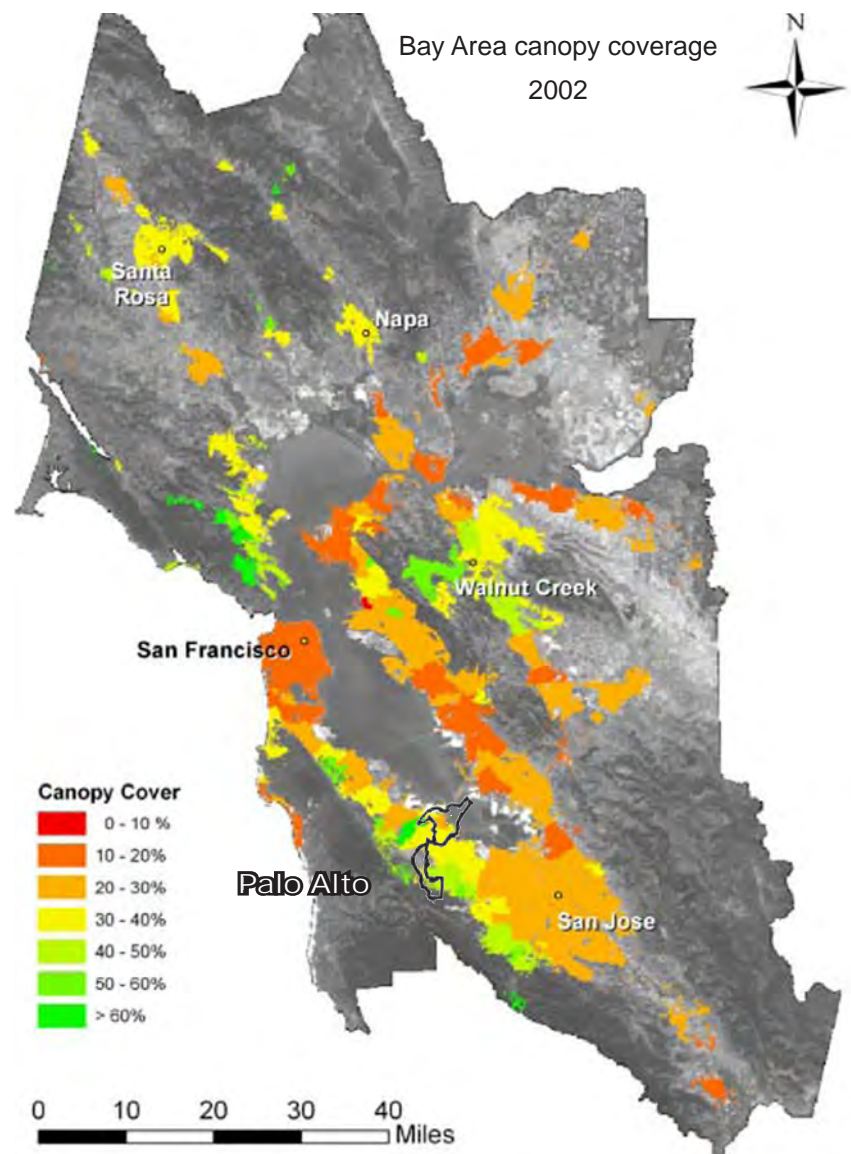 Bay Area canopy coverage
2002
N
Santa
Rosa
Napa
Walnut Creek
San Francisco
Canopy Cover
0 - 10 %
10 - 20%
20 - 30%
30 - 40%
40 - 50%
50 - 60%
> 60%
Palo Alto
San Jose
0 10 20 30 40
Miles